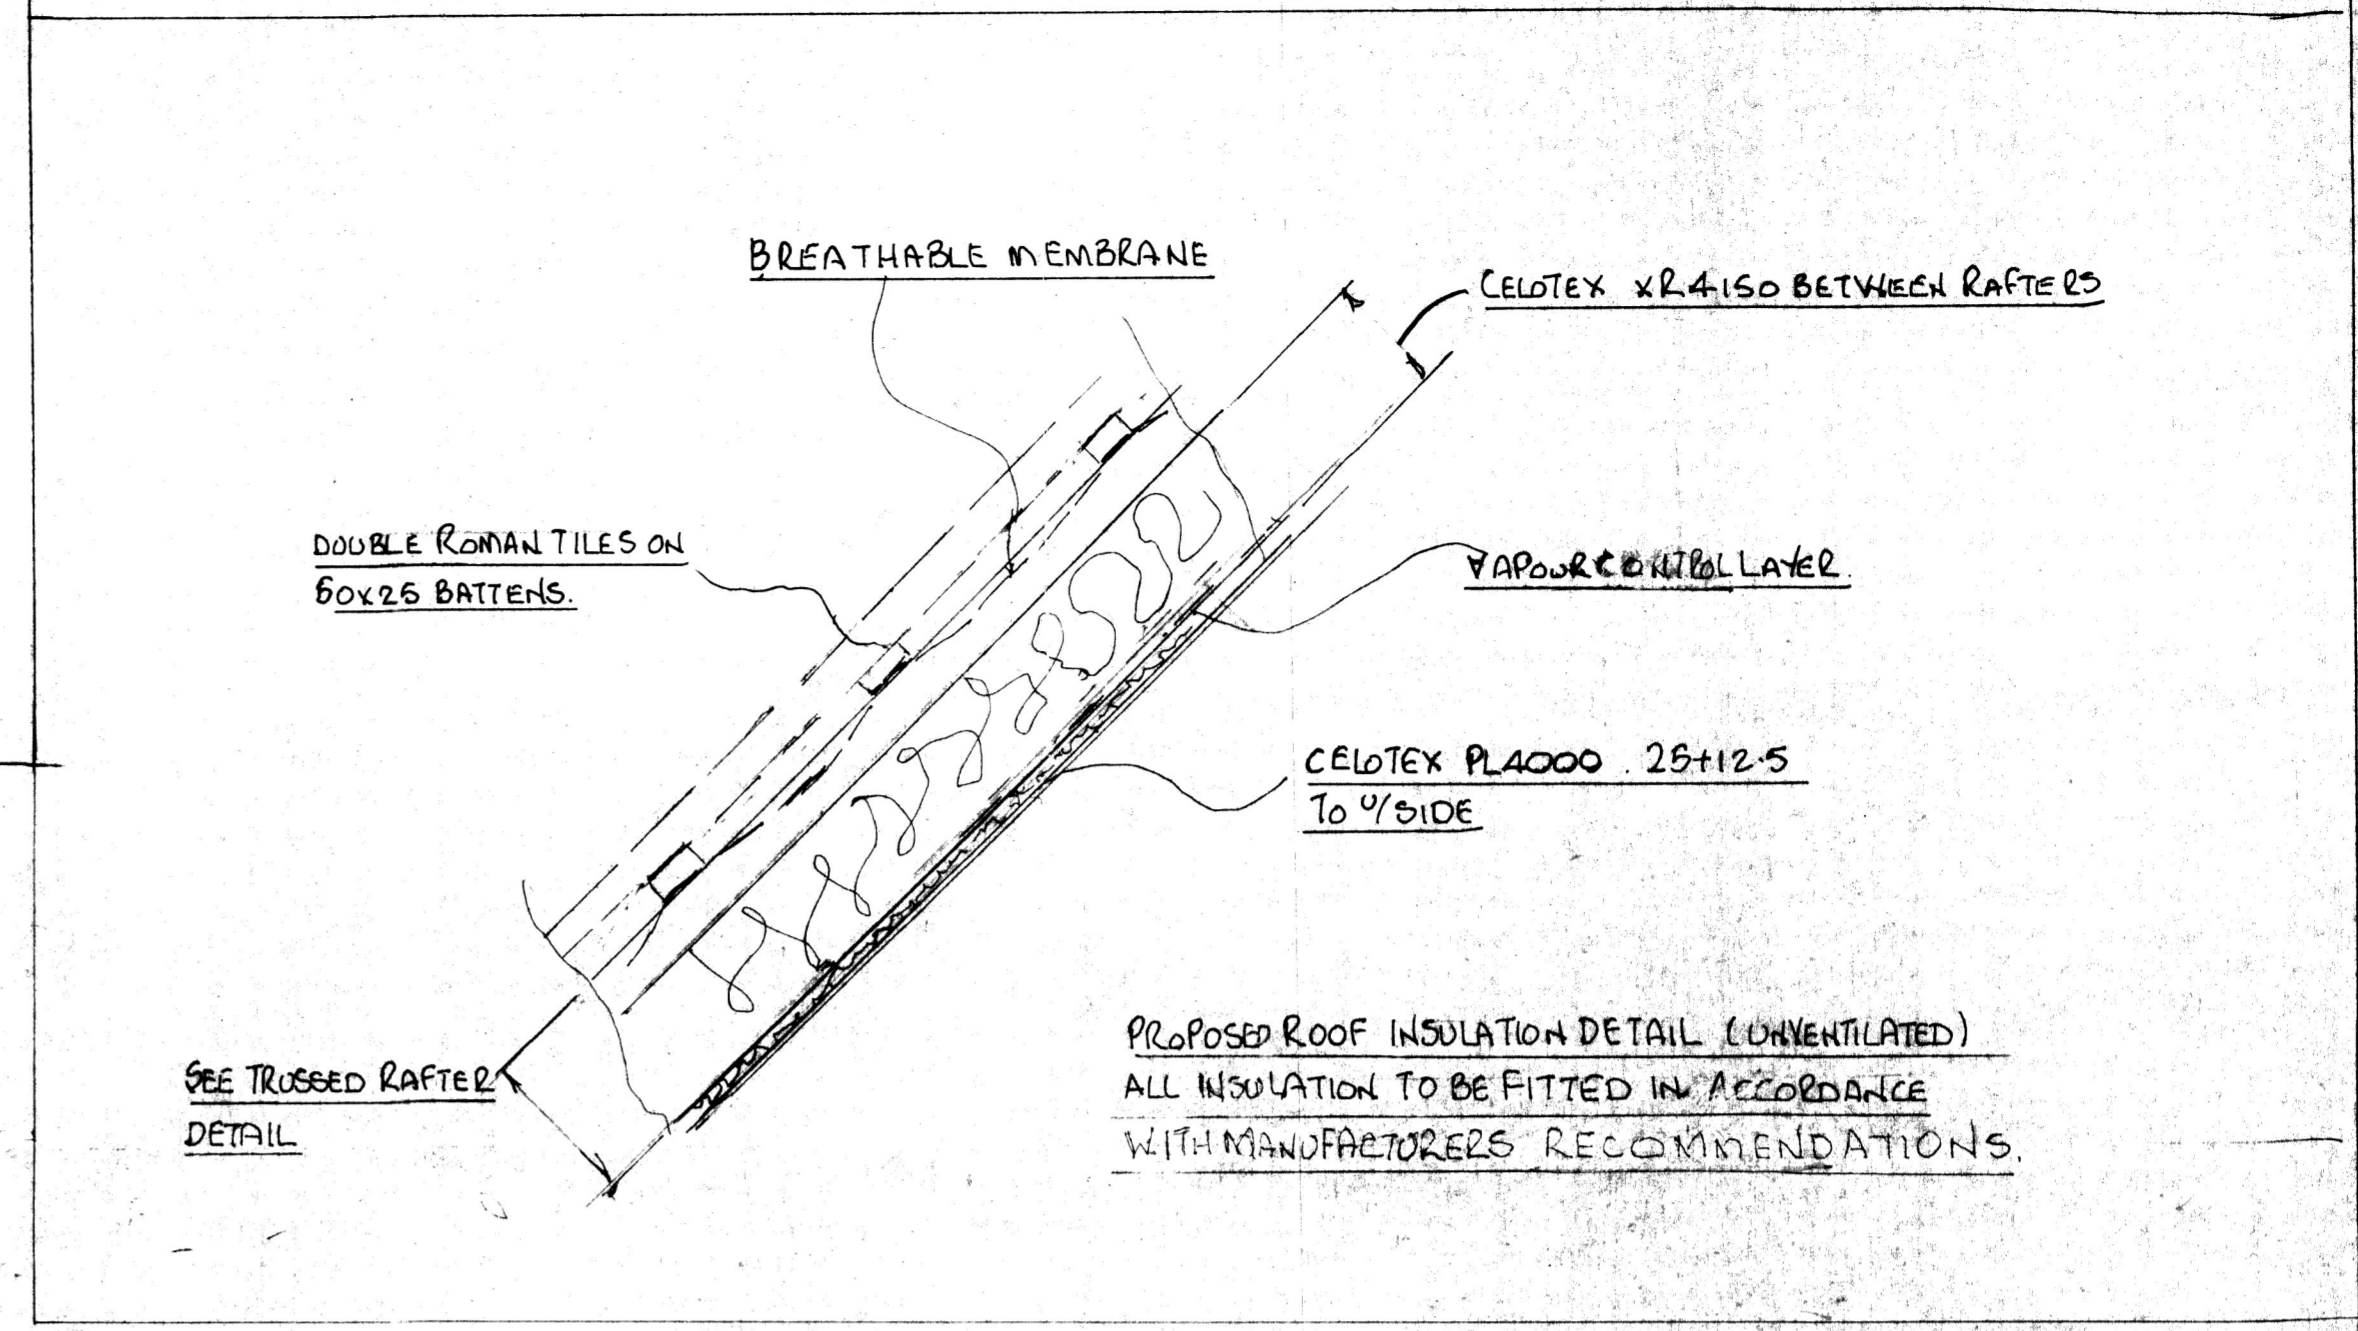 BREATHABLE MEMBRANE
CELOTEX XR4150 BETWEEN RAFTERS
DOUBLE ROMAN TILES ON
50x25 BATTENS.
VAPOUR CONTROL LAYER.
CELOTEX PL4000 . 25+12.5
TO U/SIDE
SEE TRUSSED RAFTER
DETAIL
PROPOSED ROOF INSULATION DETAIL (UNVENTILATED)
ALL INSULATION TO BE FITTED IN ACCORDANCE
WITH MANUFACTURERS RECOMMENDATIONS.